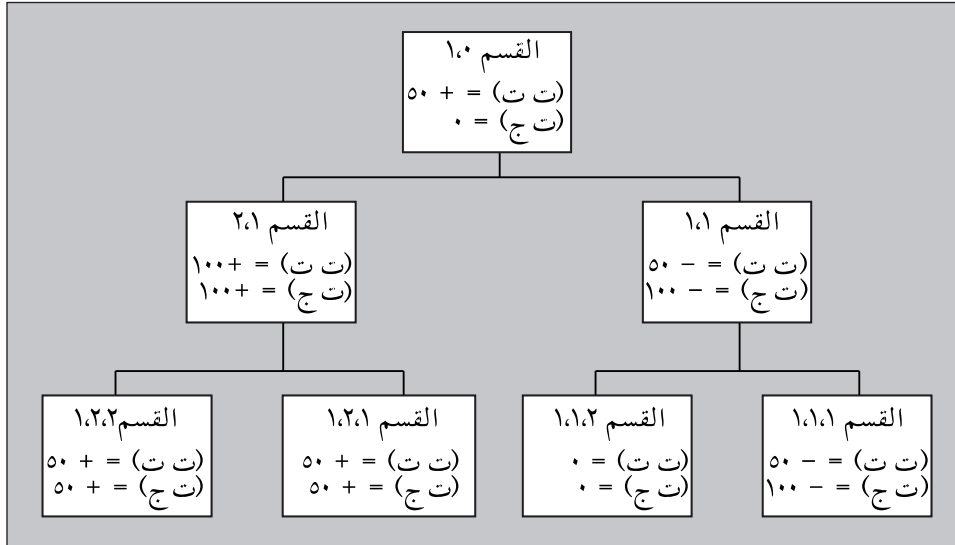 القسم ١،٠
(ت ت) = + ٥٠
(ت ج) = ٠
القسم ١،١
(ت ت) = – ٥٠
(ت ج) = – ١٠٠
القسم ٢،١
(ت ت) = +١٠٠
(ت ج) = +١٠٠
القسم ١،١،١
(ت ت) = – ٥٠
(ت ج) = – ١٠٠
القسم ١،١،٢
(ت ت) = ٠
(ت ج) = ٠
القسم ١،٢،١
(ت ت) = + ٥٠
(ت ج) = + ٥٠
القسم١،٢،٢
(ت ت) = + ٥٠
(ت ج) = + ٥٠